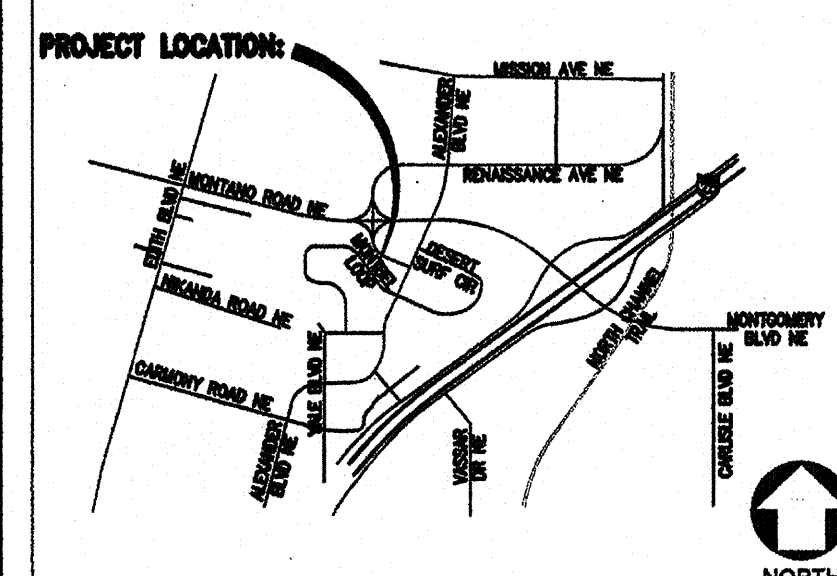 PROJECT LOCATION:
MISSION AVE NE
ALEXANDER
BLVD NE
RENAISSANCE AVE NE
EDITH BLVD NE
MONTANO ROAD NE
DESERT
SURF CIR
LOOP
NIKANDA ROAD NE
NORTH CHANNEL
TRAIL
MONTGOMERY
BLVD NE
CARMONY ROAD NE
YALE BLVD NE
ALEXANDER
BLVD NE
VASSAR
DR NE
CARLISLE BLVD NE
NORTH